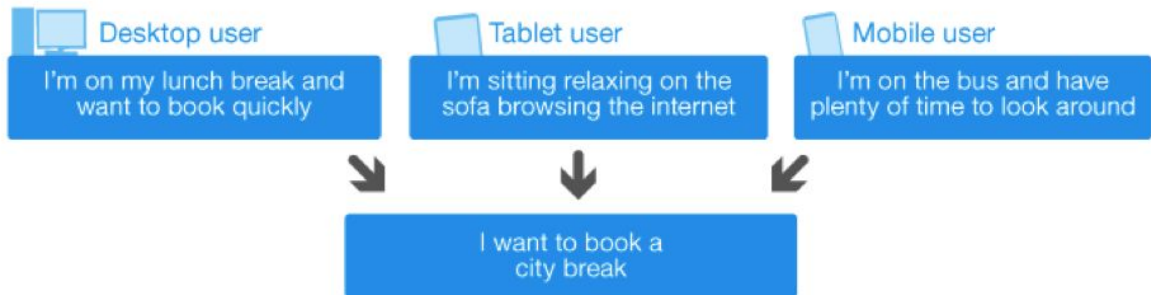 Desktop user
I'm on my lunch break and
want to book quickly
Tablet user
I'm sitting relaxing on the
sofa browsing the internet
Mobile user
I'm on the bus and have
plenty of time to look around
I want to book a
city break